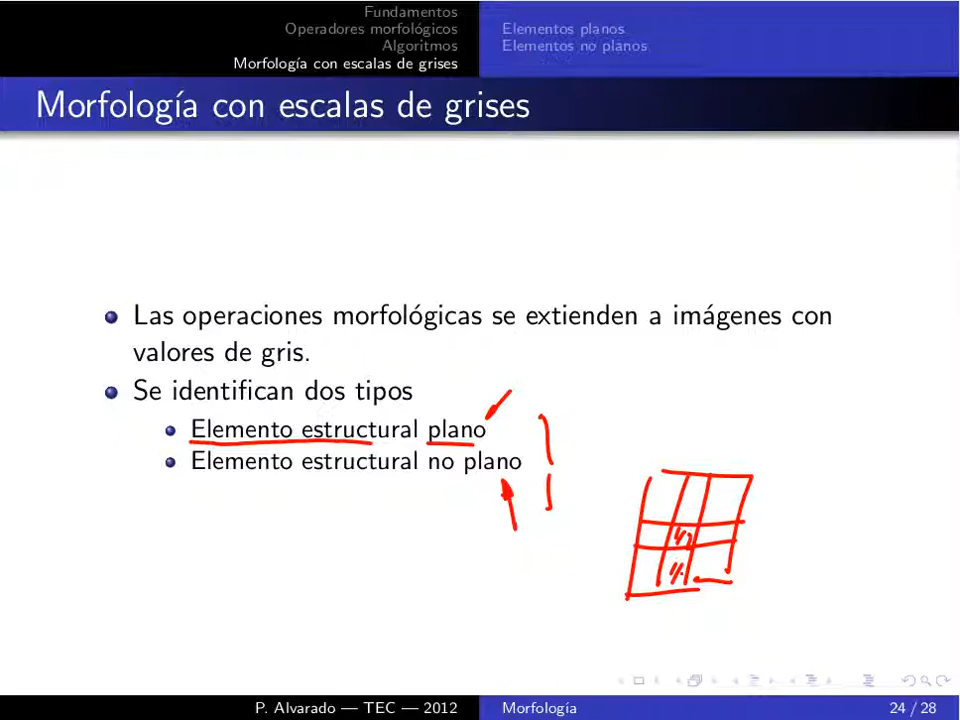 Fundamentos
Operadores morfológicos
Algoritmos
Morfología con escalas de grises
Elementos planos
Elementos no planos
Morfología con escalas de grises
Las operaciones morfológicas se extienden a imágenes con
valores de gris.
Se identifican dos tipos
Elemento estructural plano
Elemento estructural no plano
P. Alvarado — TEC — 2012
Morfología
24 / 28